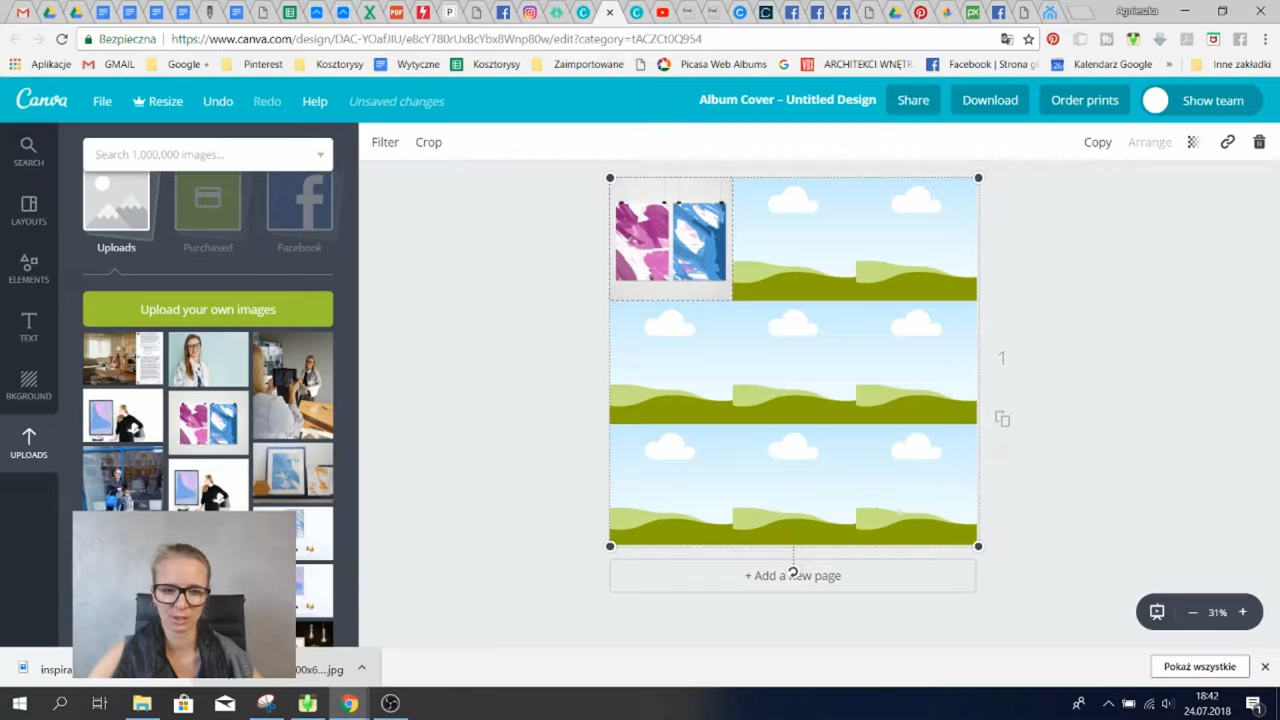 Agnieszka
Bezpieczna
https://www.canva.com/design/DAC-YOAfJIU/e8cY780rUxBcYbx8Wnp80w/edit?category=tACZCt0Q954
Aplikacje
GMAIL
Google +
Pinterest
Kosztorysy
Wytyczne
Kosztorysy
Zaimportowane
Picasa Web Albums
ARCHITEKCI WNĘTR
Facebook | Strona gł
Kalendarz Google
»
Inne zakładki
Canva
File
Resize
Undo
Redo
Help
Unsaved changes
Album Cover – Untitled Design
Share
Download
Order prints
Show team
SEARCH
LAYOUTS
ELEMENTS
TEXT
BKGROUND
UPLOADS
Search 1,000,000 images...
Uploads
Purchased
Facebook
Upload your own images
Filter
Crop
Copy
Arrange
1
+ Add a new page
31%
inspira
00x6....jpg
Pokaż wszystkie
18:42
24.07.2018